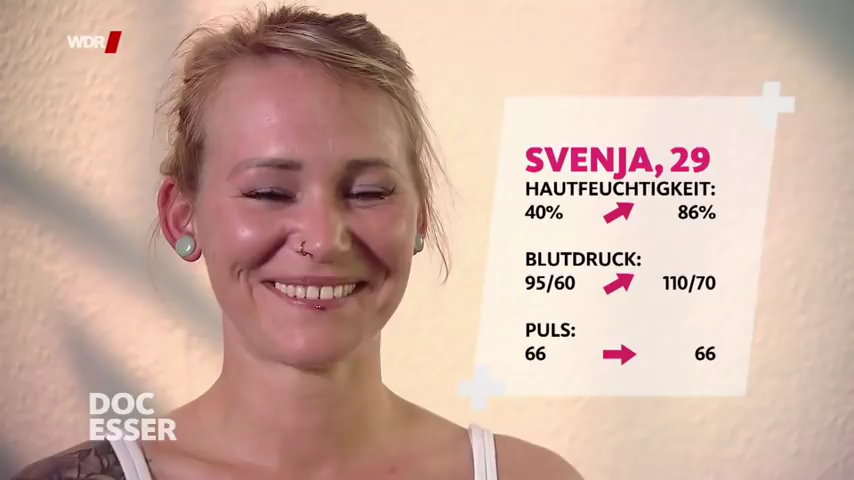 WDR
SVENJA, 29
HAUTFEUCHTIGKEIT:
40% 86%
BLUTDRUCK:
95/60 110/70
PULS:
66 66
DOC
ESSER